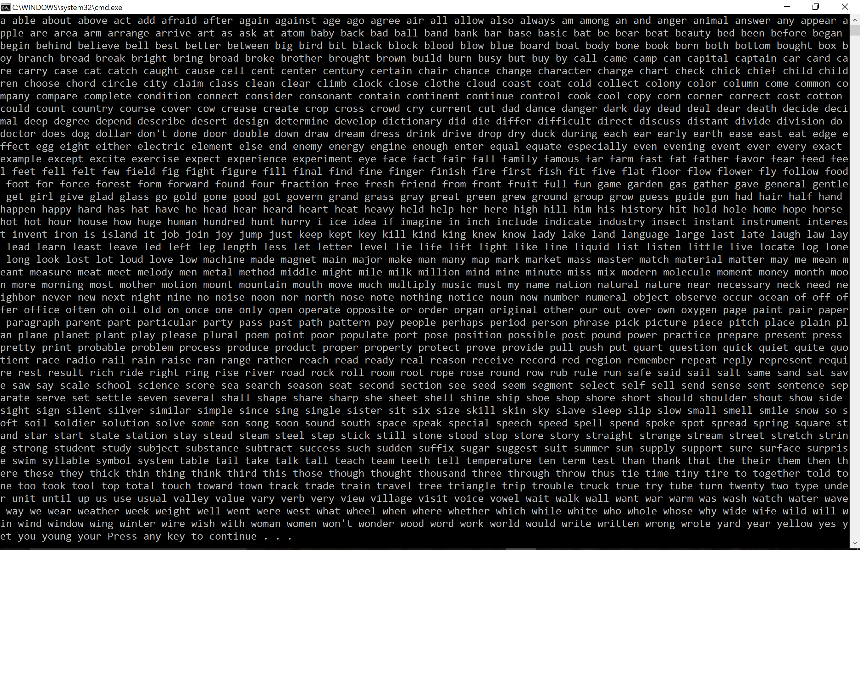 C:\WINDOWS\system32\cmd.exe
a able about above act add afraid after again against age ago agree air all allow also always am among an and anger animal answer any appear a
pple are area arm arrange arrive art as ask at atom baby back bad ball band bank bar base basic bat be bear beat beauty bed been before began
begin behind believe bell best better between big bird bit black block blood blow blue board boat body bone book born both bottom bought box b
oy branch bread break bright bring broad broke brother brought brown build burn busy but buy by call came camp can capital captain car card ca
re carry case cat catch caught cause cell cent center century certain chair chance change character charge chart check chick chief child child
ren choose chord circle city claim class clean clear climb clock close clothe cloud coast coat cold collect colony color column come common co
mpany compare complete condition connect consider consonant contain continent continue control cook cool copy corn corner correct cost cotton
could count country course cover cow crease create crop cross crowd cry current cut dad dance danger dark day dead deal dear death decide deci
mal deep degree depend describe desert design determine develop dictionary did die differ difficult direct discuss distant divide division do
doctor does dog dollar don't done door double down draw dream dress drink drive drop dry duck during each ear early earth ease east eat edge e
ffect egg eight either electric element else end enemy energy engine enough enter equal equate especially even evening event ever every exact
example except excite exercise expect experience experiment eye face fact fair fall family famous far farm fast fat father favor fear feed fee
l feet fell felt few field fig fight figure fill final find fine finger finish fire first fish fit five flat floor flow flower fly follow food
foot for force forest form forward found four fraction free fresh friend from front fruit full fun game garden gas gather gave general gentle
get girl give glad glass go gold gone good got govern grand grass gray great green grew ground group grow guess guide gun had hair half hand
happen happy hard has hat have he head hear heard heart heat heavy held help her here high hill him his history hit hold hole home hope horse
hot hour house how huge human hundred hunt hurry i ice idea if imagine in inch include indicate industry insect instant instrument interes
t invent iron is island it job join joy jump just keep kept key kill kind king knew know lady lake land language large last late laugh law lay
lead learn least leave led left leg length less let letter level lie life lift light like line liquid list listen little live locate log lone
long look lost lot loud love low machine made magnet main major make man many map mark market mass master match material matter may me mean m
eant measure meat meet melody men metal method middle might mile milk million mind mine minute miss mix modern molecule moment money month moo
n more morning most mother motion mount mountain mouth move much multiply music must my name nation natural nature near necessary neck need ne
ighbor never new next night nine no noise noon nor north nose note nothing notice noun now number numeral object observe occur ocean of off of
fer office often oh oil old on once one only open operate opposite or order organ original other our out over own oxygen page paint pair paper
paragraph parent part particular party pass past path pattern pay people perhaps period person phrase pick picture piece pitch place plain pl
an plane planet plant play please plural poem point poor populate port pose position possible post pound power practice prepare present press
pretty print probable problem process produce product proper property protect prove provide pull push put quart question quick quiet quite quo
tient race radio rail rain raise ran range rather reach read ready real reason receive record red region remember repeat reply represent requi
re rest result rich ride right ring rise river road rock roll room root rope rose round row rub rule run safe said sail salt same sand sat sav
e saw say scale school science score sea search season seat second section see seed seem segment select self sell send sense sent sentence sep
arate serve set settle seven several shall shape share sharp she sheet shell shine ship shoe shop shore short should shoulder shout show side
sight sign silent silver similar simple since sing single sister sit six size skill skin sky slave sleep slip slow small smell smile snow so s
oft soil soldier solution solve some son song soon sound south space speak special speech speed spell spend spoke spot spread spring square st
and star start state station stay stead steam steel step stick still stone stood stop store story straight strange stream street stretch strin
g strong student study subject substance subtract success such sudden suffix sugar suggest suit summer sun supply support sure surface surpris
e swim syllable symbol system table tail take talk tall teach team teeth tell temperature ten term test than thank that the their them then th
ere these they thick thin thing think third this those though thought thousand three through throw thus tie time tiny tire to together told to
ne too took tool top total touch toward town track trade train travel tree triangle trip trouble truck true try tube turn twenty two type unde
r unit until up us use usual valley value vary verb very view village visit voice vowel wait walk wall want war warm was wash watch water wave
way we wear weather week weight well went were west what wheel when where whether which while white who whole whose why wide wife wild will w
in wind window wing winter wire wish with woman women won't wonder wood word work world would write written wrong wrote yard year yellow yes y
et you young your Press any key to continue . . .